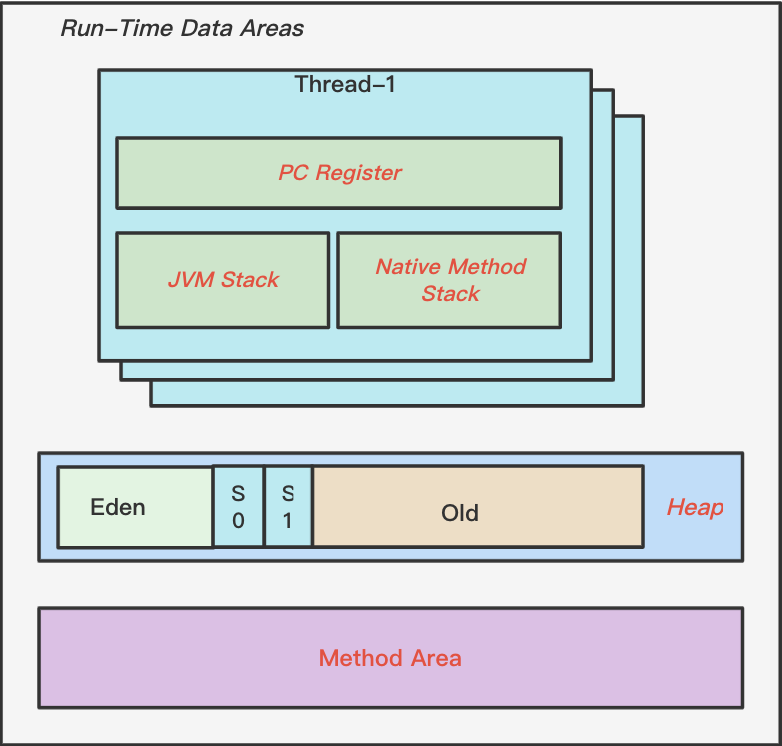 Run-Time Data Areas
Thread-1
PC Register
JVM Stack
Native Method
Stack
Eden
S
0
S
1
Old
Heap
Method Area